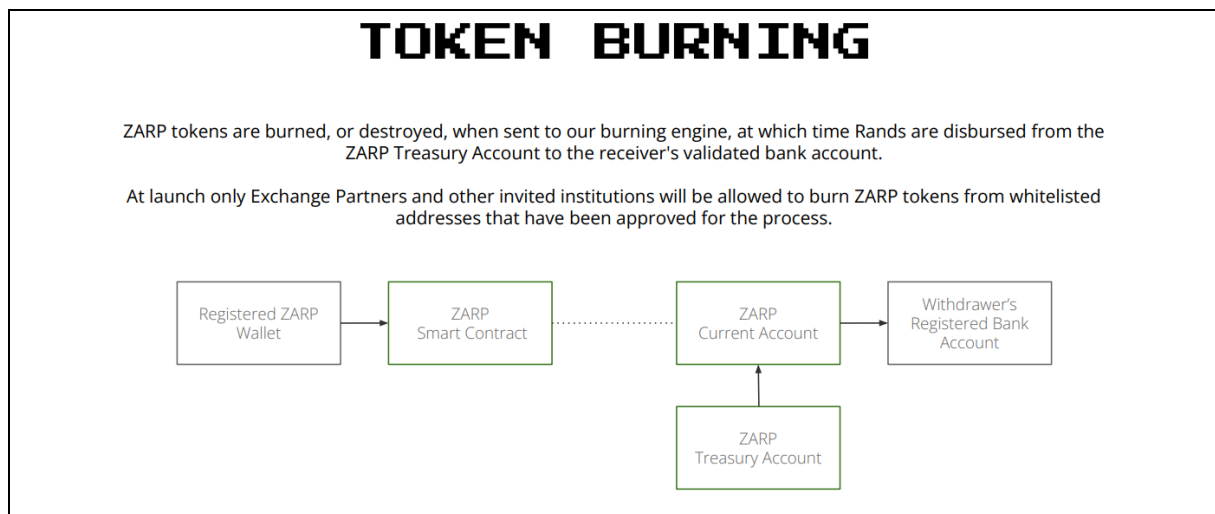 TOKEN BURNING
ZARP tokens are burned, or destroyed, when sent to our burning engine, at which time Rands are disbursed from the
ZARP Treasury Account to the receiver's validated bank account.
At launch only Exchange Partners and other invited institutions will be allowed to burn ZARP tokens from whitelisted
addresses that have been approved for the process.
Registered ZARP
Wallet
ZARP
Smart Contract
ZARP
Current Account
Withdrawer's
Registered Bank
Account
ZARP
Treasury Account